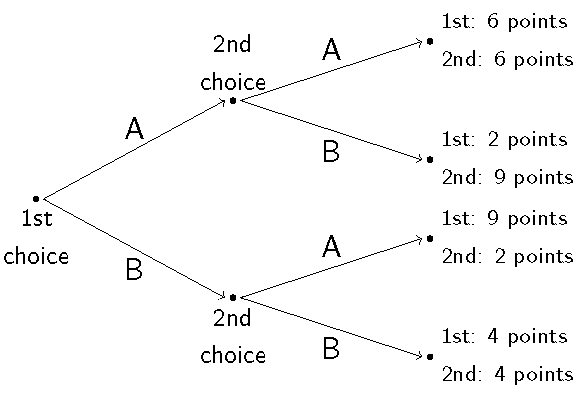 1st: 6 points
2nd: 6 points
2nd
choice
A
A
B
1st: 2 points
2nd: 9 points
1st
choice
1st: 9 points
2nd: 2 points
B
A
2nd
choice
B
1st: 4 points
2nd: 4 points